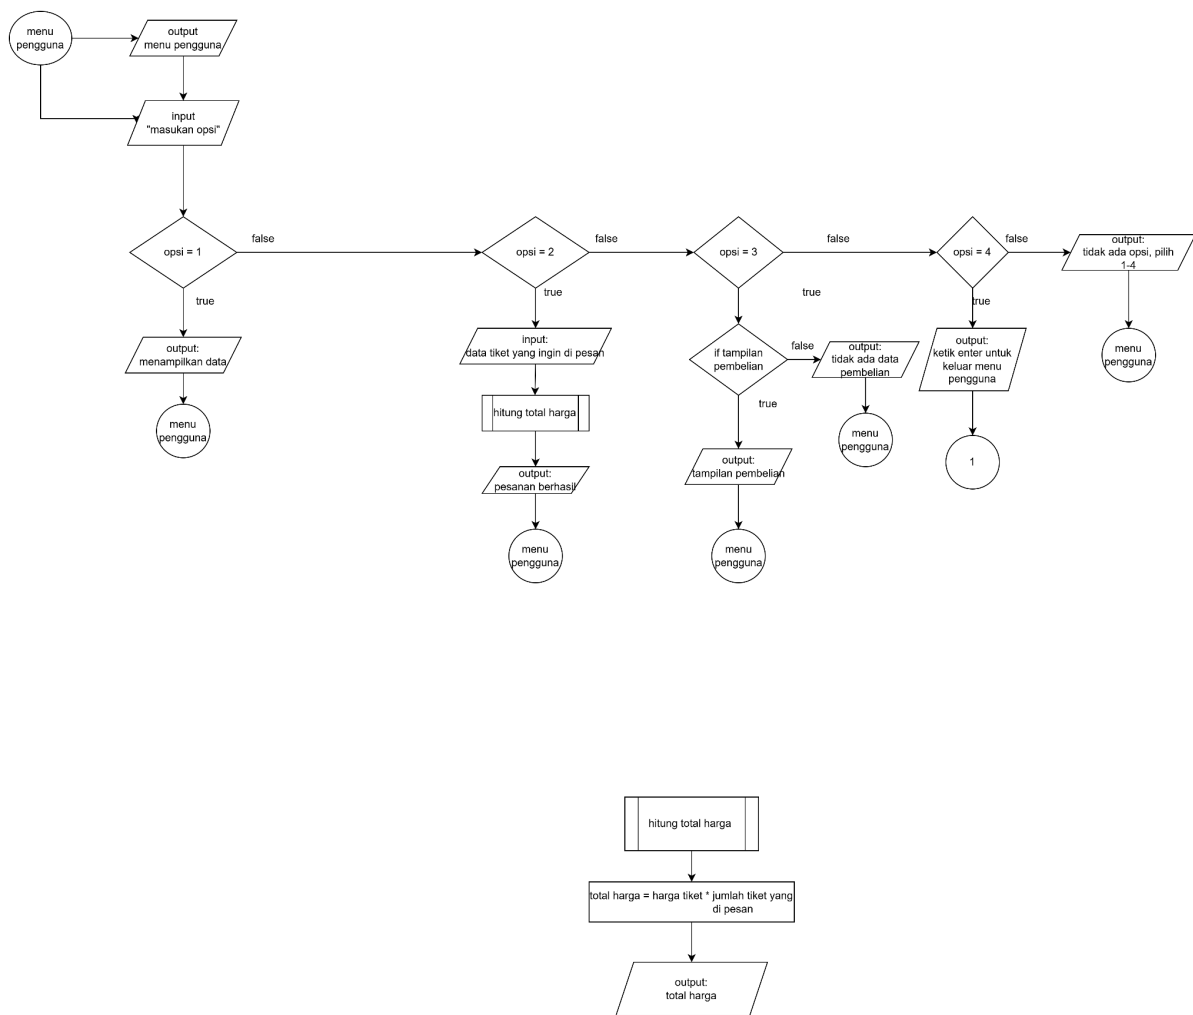 menu
pengguna
output
menu pengguna
input
"masukan opsi"
opsi = 1
false
opsi = 2
false
opsi = 3
false
opsi = 4
false
output:
tidak ada opsi, pilih
1-4
true
true
true
true
output:
menampilkan data
input:
data tiket yang ingin di pesan
if tampilan
pembelian
false
output:
tidak ada data
pembelian
output:
ketik enter untuk
keluar menu
pengguna
menu
pengguna
menu
pengguna
hitung total harga
true
menu
pengguna
1
output:
pesanan berhasil
output:
tampilan pembelian
menu
pengguna
menu
pengguna
hitung total harga
total harga = harga tiket * jumlah tiket yang
di pesan
output:
total harga